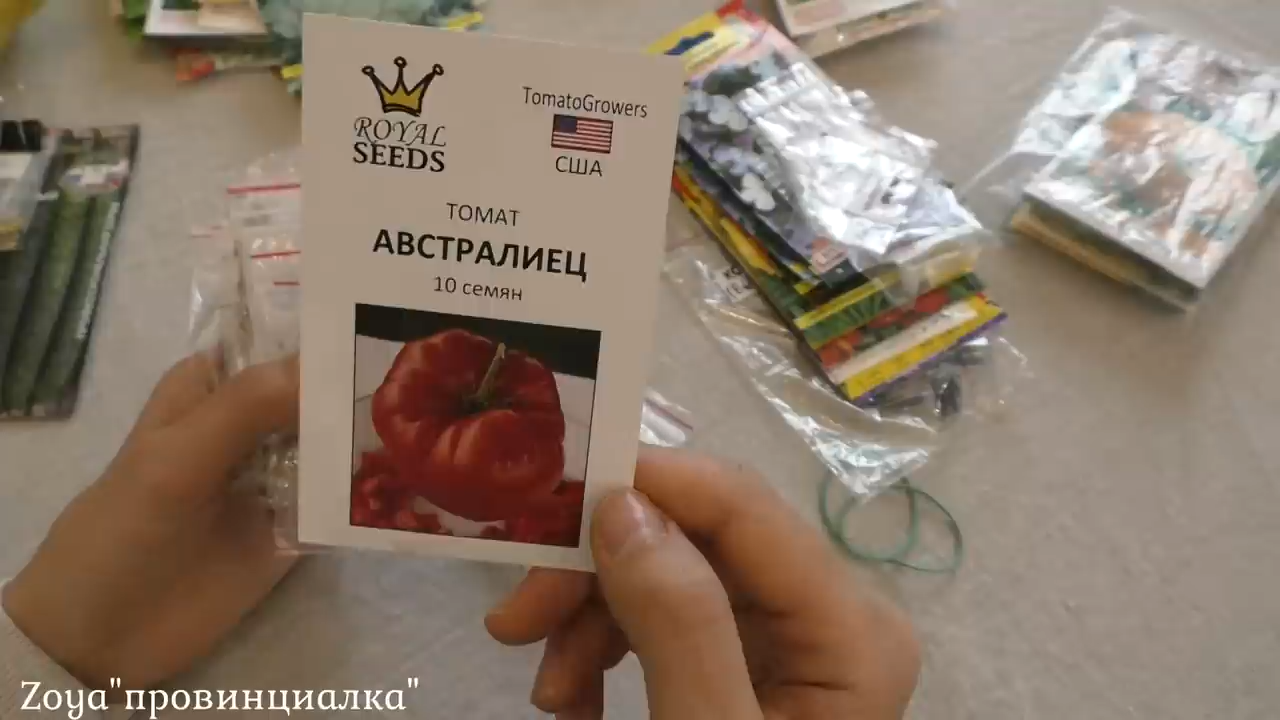 ROYAL
SEEDS
TomatoGrowers
США
ТОМАТ
АВСТРАЛИЕЦ
10 семян
Zoya"провинциалка"